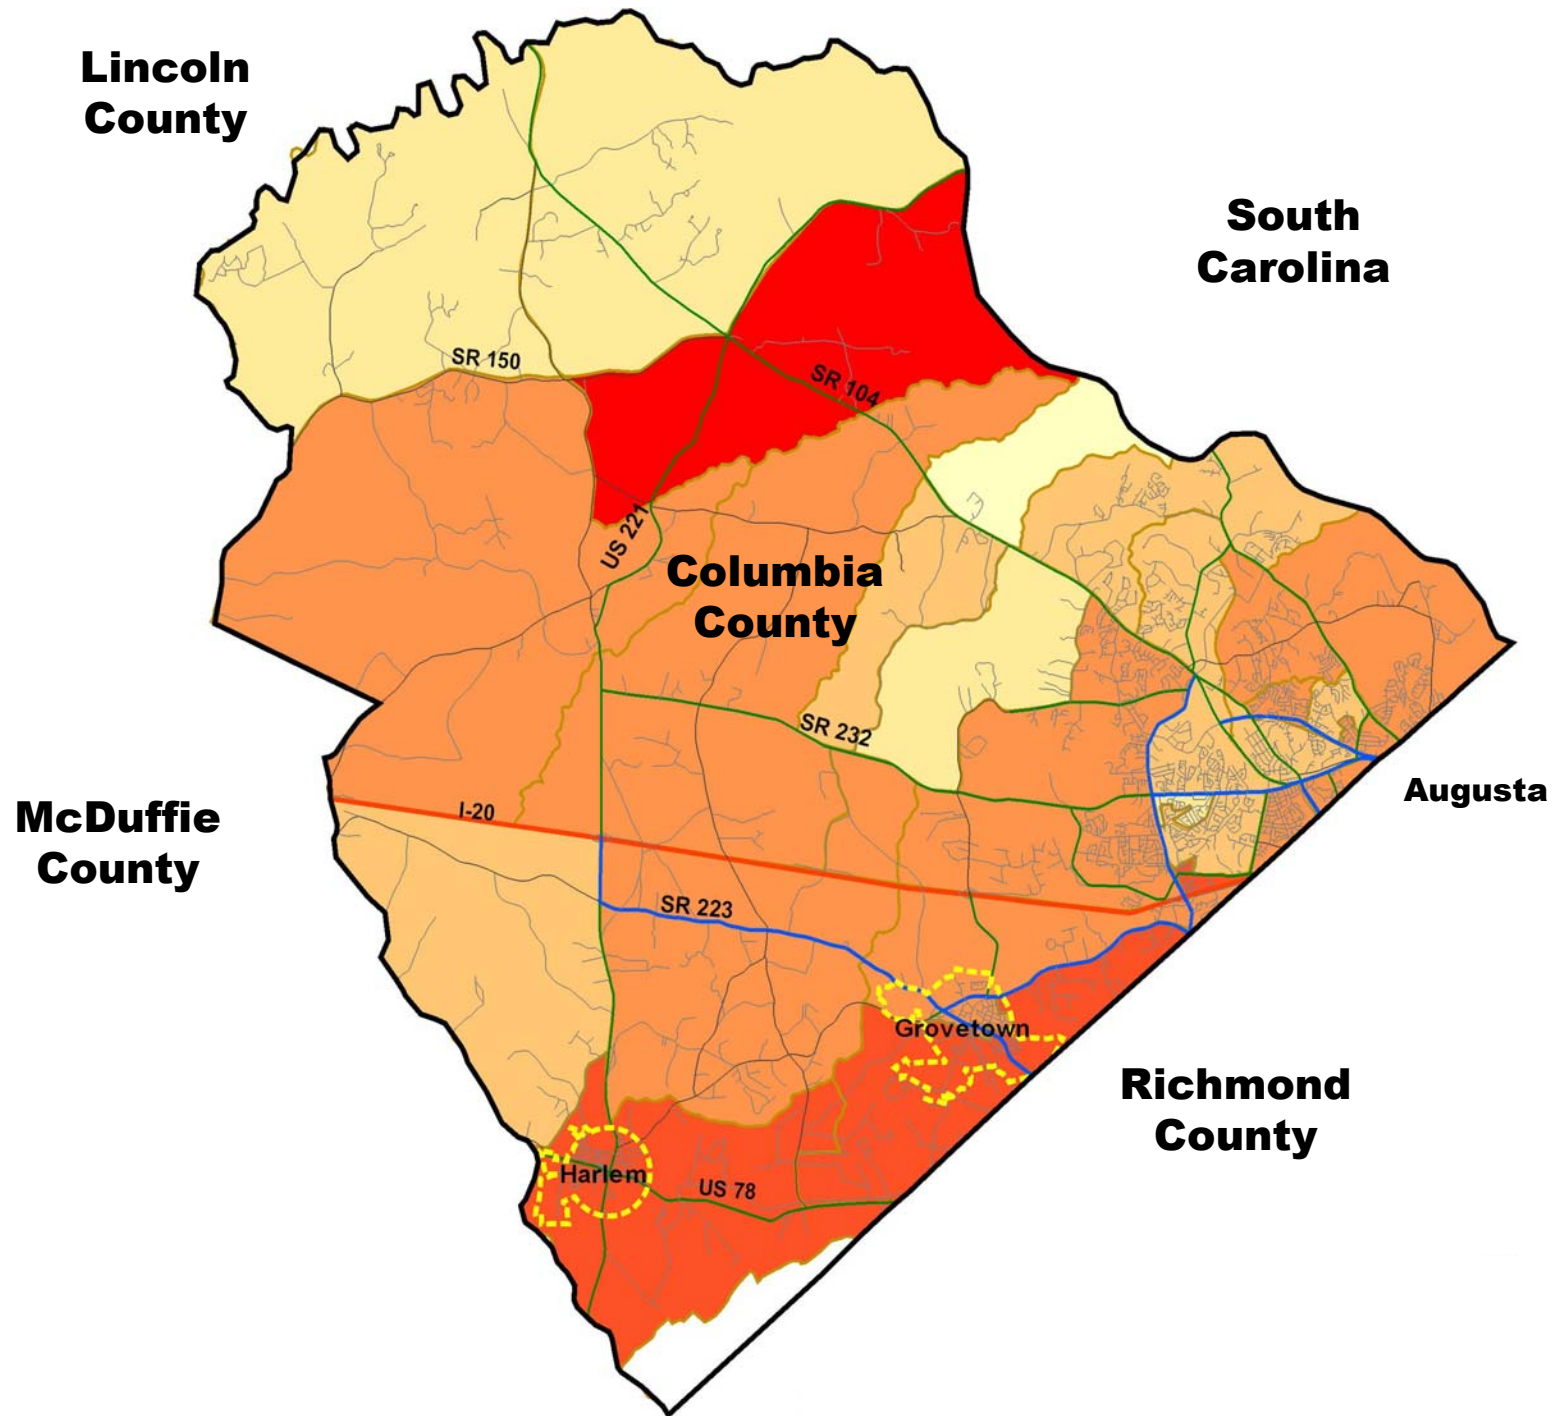 Lincoln
County
South
Carolina
SR 150
SR 104
US 221
Columbia
County
SR 232
Augusta
McDuffie
County
I-20
SR 223
Grovetown
Richmond
County
Harlem
US 78